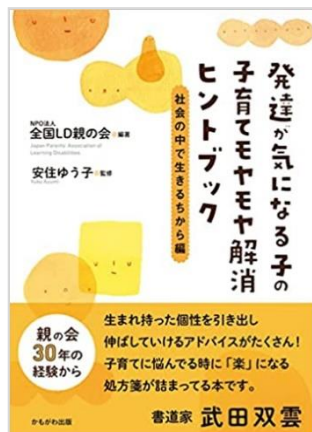 発達が気になる子の
子育てモヤモヤ解消
ヒントブック
社会の中で生きるちから編
NPO法人
全国LD親の会●編著
Japan Parents' Association of
Learning Disabilities
安住ゆう子●監修
Yuko Azumi
親の会
30年の
経験から
生まれ持った個性を引き出し
伸ばしていけるアドバイスがたくさん!
子育てに悩んでる時に「楽」になる
処方箋が詰まってる本です。
書道家 武田双雲
かもがわ出版